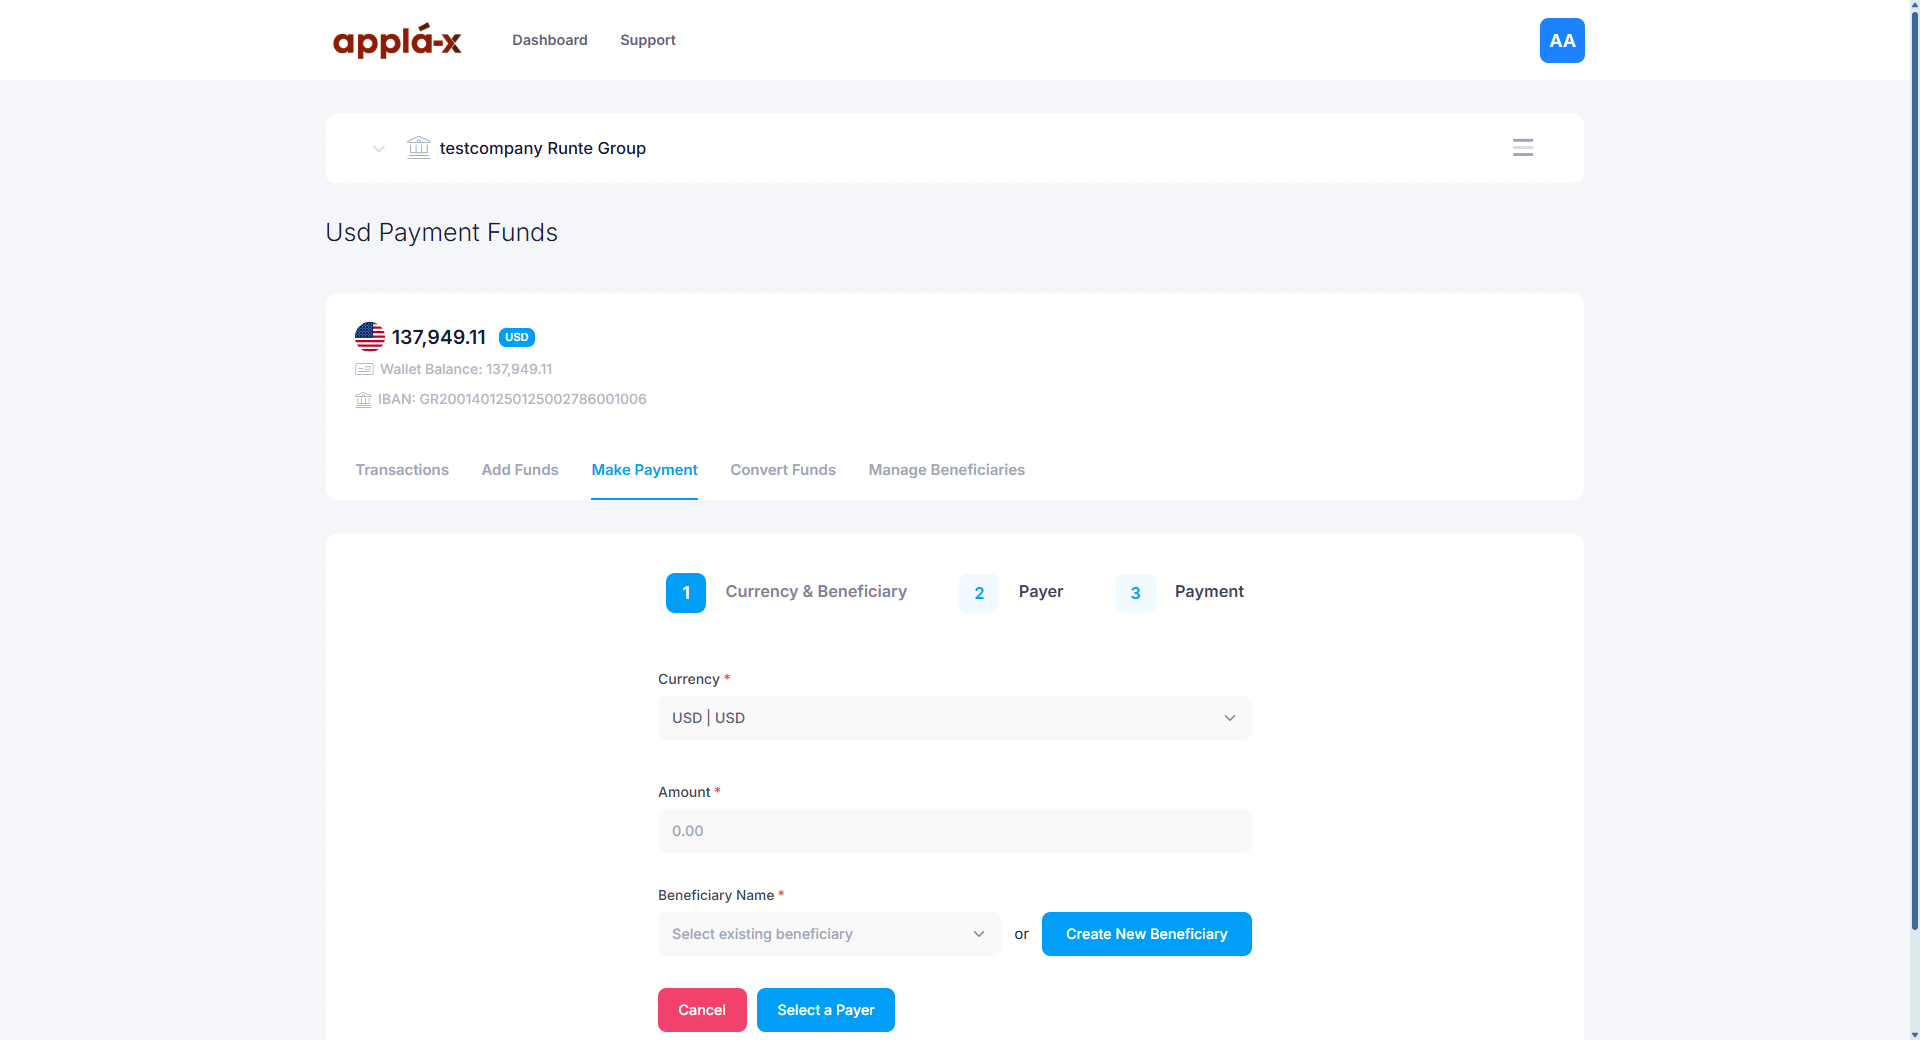 applá-x
Dashboard
Support
AA
testcompany Runte Group
Usd Payment Funds
137,949.11 USD
Wallet Balance: 137,949.11
IBAN: GR2001401250125002786001006
Transactions
Add Funds
Make Payment
Convert Funds
Manage Beneficiaries
1 Currency & Beneficiary
2 Payer
3 Payment
Currency *
USD | USD
Amount *
0.00
Beneficiary Name *
Select existing beneficiary
or
Create New Beneficiary
Cancel
Select a Payer